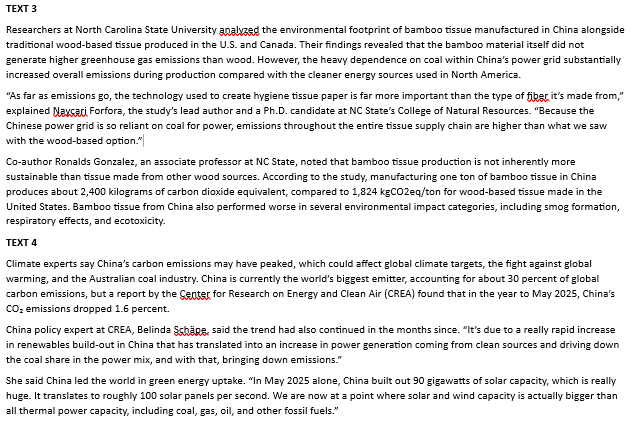 TEXT 3
Researchers at North Carolina State University analyzed the environmental footprint of bamboo tissue manufactured in China alongside
traditional wood-based tissue produced in the U.S. and Canada. Their findings revealed that the bamboo material itself did not
generate higher greenhouse gas emissions than wood. However, the heavy dependence on coal within China's power grid substantially
increased overall emissions during production compared with the cleaner energy sources used in North America.
“As far as emissions go, the technology used to create hygiene tissue paper is far more important than the type of fiber it's made from,”
explained Naycari Forfora, the study's lead author and a Ph.D. candidate at NC State's College of Natural Resources. “Because the
Chinese power grid is so reliant on coal for power, emissions throughout the entire tissue supply chain are higher than what we saw
with the wood-based option.”
Co-author Ronalds Gonzalez, an associate professor at NC State, noted that bamboo tissue production is not inherently more
sustainable than tissue made from other wood sources. According to the study, manufacturing one ton of bamboo tissue in China
produces about 2,400 kilograms of carbon dioxide equivalent, compared to 1,824 kgCO2eq/ton for wood-based tissue made in the
United States. Bamboo tissue from China also performed worse in several environmental impact categories, including smog formation,
respiratory effects, and ecotoxicity.
TEXT 4
Climate experts say China's carbon emissions may have peaked, which could affect global climate targets, the fight against global
warming, and the Australian coal industry. China is currently the world's biggest emitter, accounting for about 30 percent of global
carbon emissions, but a report by the Center for Research on Energy and Clean Air (CREA) found that in the year to May 2025, China's
CO₂ emissions dropped 1.6 percent.
China policy expert at CREA, Belinda Schäpe, said the trend had also continued in the months since. “It's due to a really rapid increase
in renewables build-out in China that has translated into an increase in power generation coming from clean sources and driving down
the coal share in the power mix, and with that, bringing down emissions.”
She said China led the world in green energy uptake. “In May 2025 alone, China built out 90 gigawatts of solar capacity, which is really
huge. It translates to roughly 100 solar panels per second. We are now at a point where solar and wind capacity is actually bigger than
all thermal power capacity, including coal, gas, oil, and other fossil fuels.”